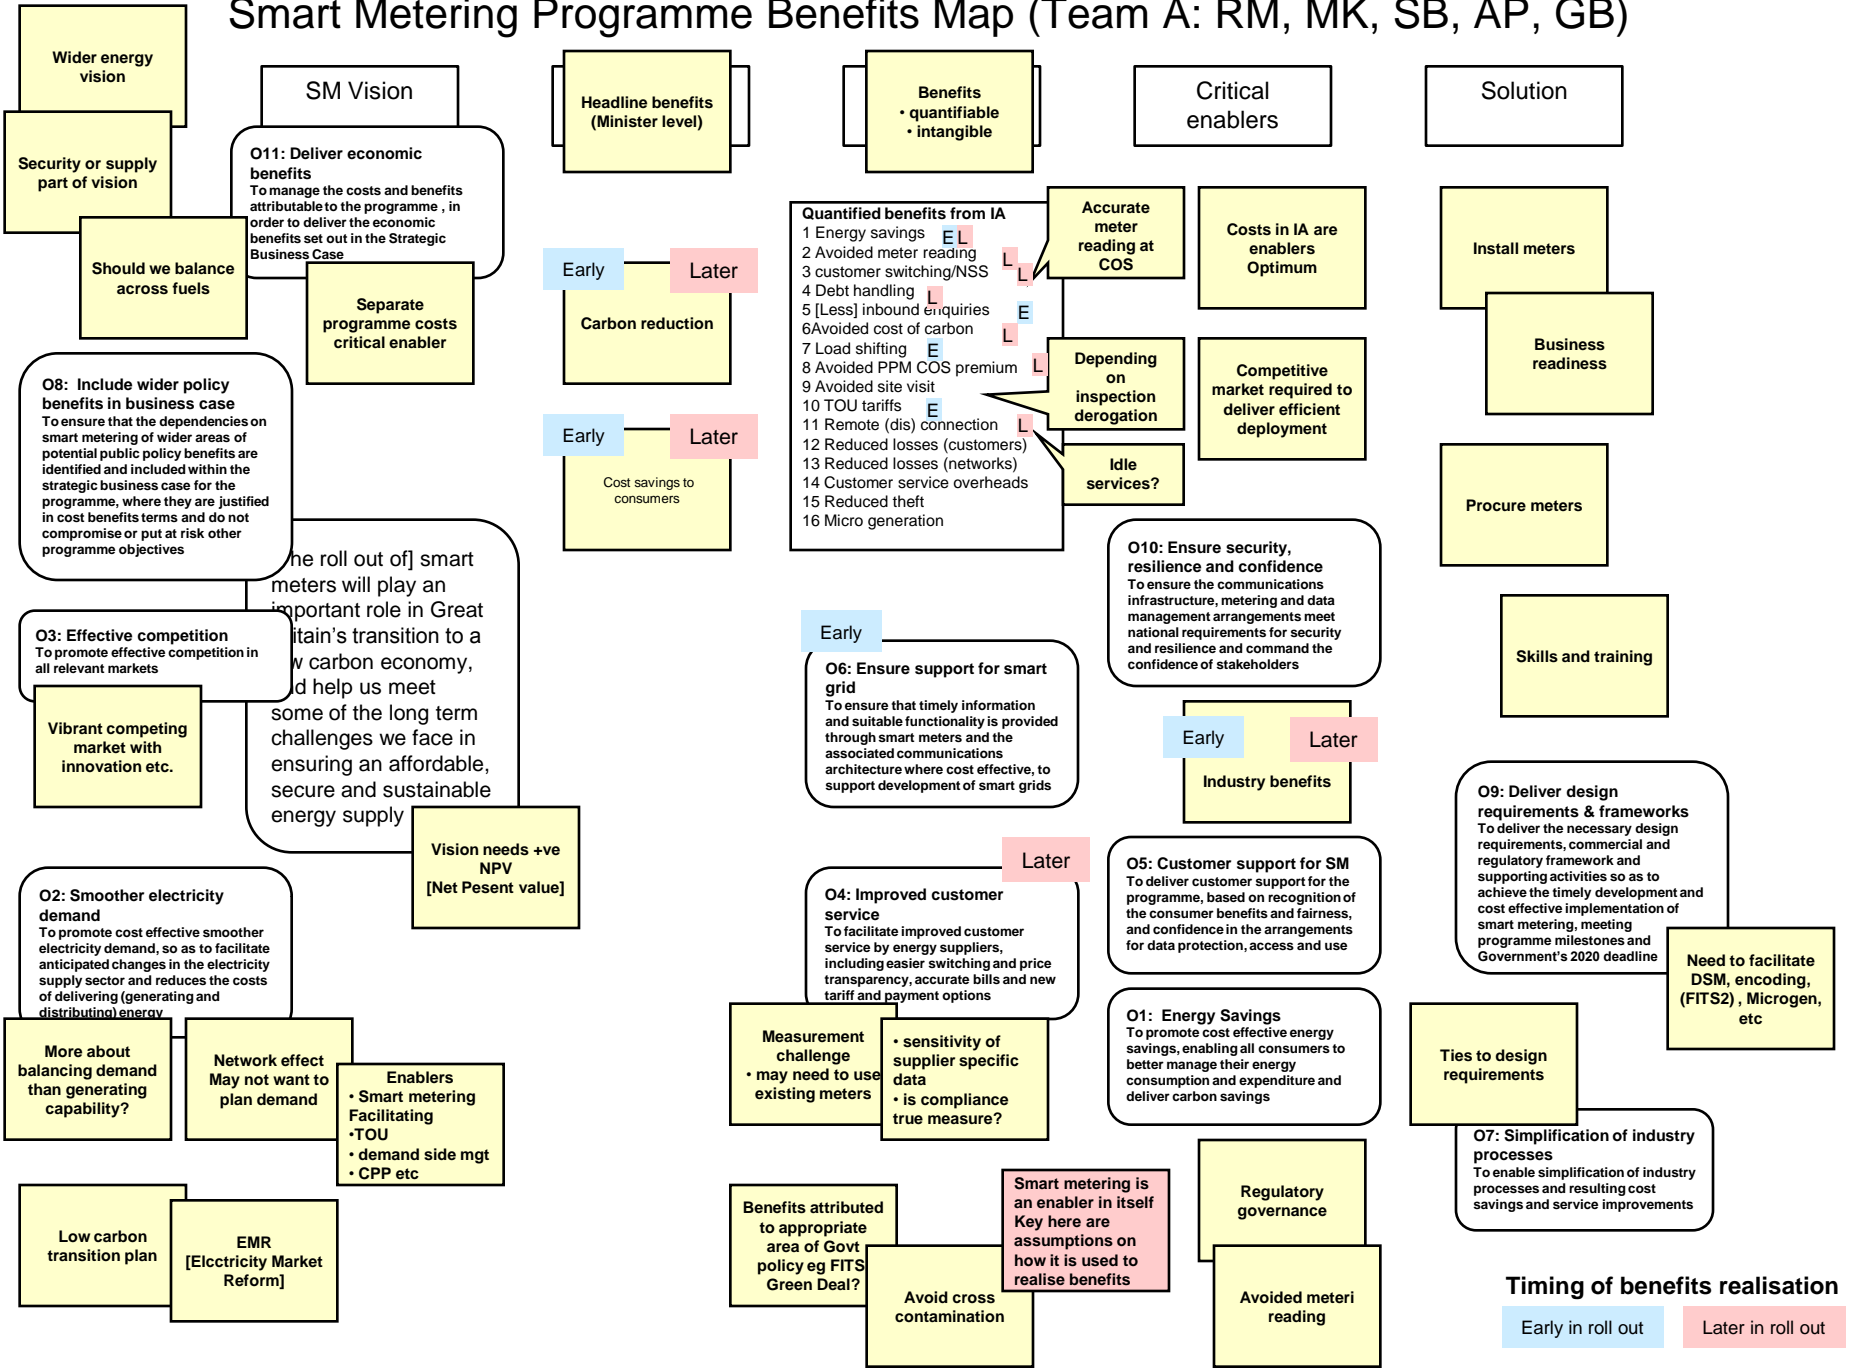 Smart Metering Programme Benefits Map (Team A: RM, MK, SB, AP, GB)
Wider energy
vision
Security or supply
part of vision
Should we balance
across fuels
SM Vision
O11: Deliver economic
benefits
To manage the costs and benefits
attributable to the programme , in
order to deliver the economic
benefits set out in the Strategic
Business Case
Separate
programme costs
critical enabler
O8: Include wider policy
benefits in business case
To ensure that the dependencies on
smart metering of wider areas of
potential public policy benefits are
identified and included within the
strategic business case for the
programme, where they are justified
in cost benefits terms and do not
compromise or put at risk other
programme objectives
he roll out of] smart
meters will play an
important role in Great
itain's transition to a
w carbon economy,
d help us meet
some of the long term
challenges we face in
ensuring an affordable,
secure and sustainable
energy supply
O3: Effective competition
To promote effective competition in
all relevant markets
Vibrant competing
market with
innovation etc.
Vision needs +ve
NPV
[Net Pesent value]
O2: Smoother electricity
demand
To promote cost effective smoother
electricity demand, so as to facilitate
anticipated changes in the electricity
supply sector and reduces the costs
of delivering (generating and
distributing) energy
More about
balancing demand
than generating
capability?
Network effect
May not want to
plan demand
Enablers
• Smart metering
Facilitating
•TOU
• demand side mgt
• CPP etc
Low carbon
transition plan
EMR
[Elcctricity Market
Reform]
Headline benefits
(Minister level)
Early
Later
Carbon reduction
Early
Later
Cost savings to
consumers
Benefits
• quantifiable
• intangible
Quantified benefits from IA
1 Energy savings E L
2 Avoided meter reading L
3 customer switching/NSS L
4 Debt handling L
5 [Less] inbound enquiries E
6Avoided cost of carbon L
7 Load shifting E
8 Avoided PPM COS premium L
9 Avoided site visit
10 TOU tariffs E
11 Remote (dis) connection L
12 Reduced losses (customers)
13 Reduced losses (networks)
14 Customer service overheads
15 Reduced theft
16 Micro generation
Accurate
meter
reading at
COS
Depending
on
inspection
derogation
Idle
services?
Early
O6: Ensure support for smart
grid
To ensure that timely information
and suitable functionality is provided
through smart meters and the
associated communications
architecture where cost effective, to
support development of smart grids
Later
O4: Improved customer
service
To facilitate improved customer
service by energy suppliers,
including easier switching and price
transparency, accurate bills and new
tariff and payment options
Measurement
challenge
• may need to use
existing meters
• sensitivity of
supplier specific
data
• is compliance
true measure?
Benefits attributed
to appropriate
area of Govt
policy eg FITS
Green Deal?
Avoid cross
contamination
Smart metering is
an enabler in itself
Key here are
assumptions on
how it is used to
realise benefits
Critical
enablers
Costs in IA are
enablers
Optimum
Competitive
market required to
deliver efficient
deployment
O10: Ensure security,
resilience and confidence
To ensure the communications
infrastructure, metering and data
management arrangements meet
national requirements for security
and resilience and command the
confidence of stakeholders
Early
Later
Industry benefits
O5: Customer support for SM
To deliver customer support for the
programme, based on recognition of
the consumer benefits and fairness,
and confidence in the arrangements
for data protection, access and use
O1: Energy Savings
To promote cost effective energy
savings, enabling all consumers to
better manage their energy
consumption and expenditure and
deliver carbon savings
Regulatory
governance
Avoided meteri
reading
Solution
Install meters
Business
readiness
Procure meters
Skills and training
O9: Deliver design
requirements & frameworks
To deliver the necessary design
requirements, commercial and
regulatory framework and
supporting activities so as to
achieve the timely development and
cost effective implementation of
smart metering, meeting
programme milestones and
Government's 2020 deadline
Need to facilitate
DSM, encoding,
(FITS2) , Microgen,
etc
Ties to design
requirements
O7: Simplification of industry
processes
To enable simplification of industry
processes and resulting cost
savings and service improvements
Timing of benefits realisation
Early in roll out
Later in roll out